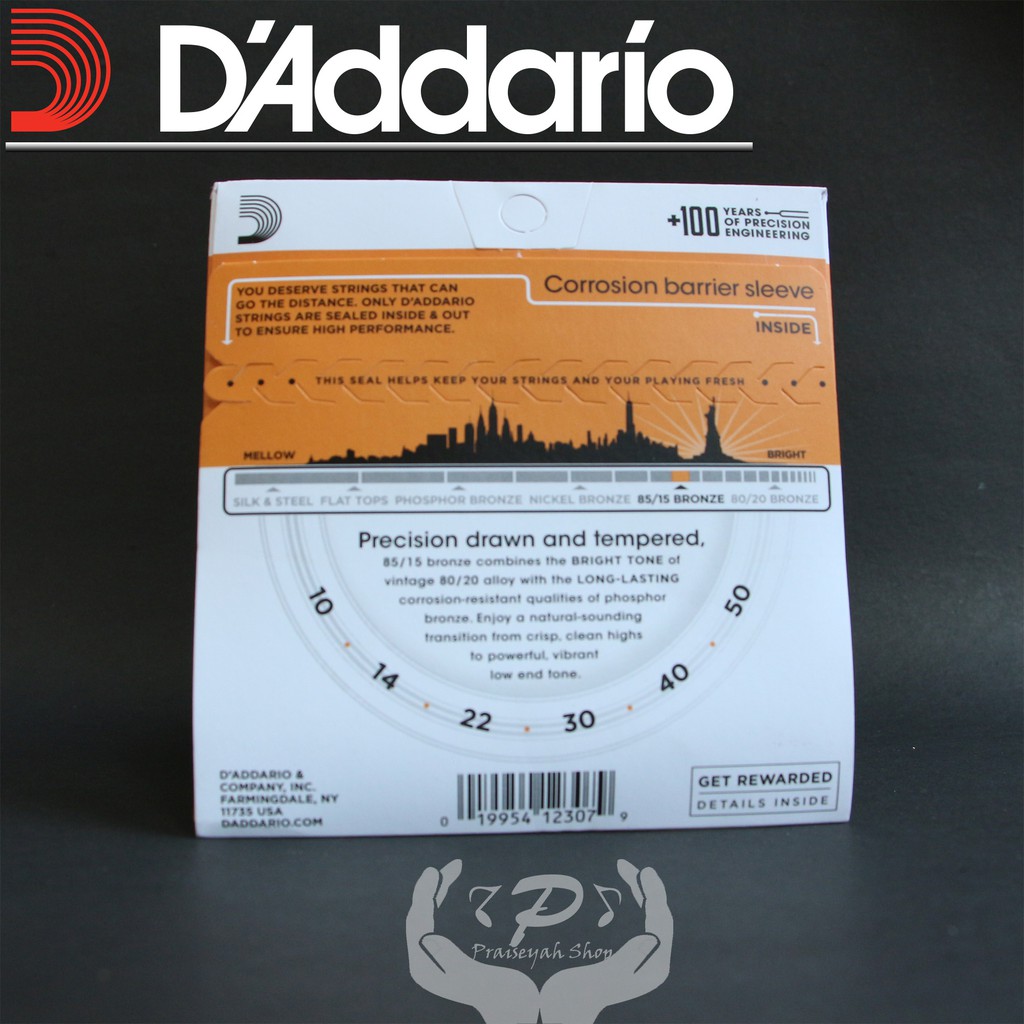 D'Addario
+100 YEARS
OF PRECISION
ENGINEERING
YOU DESERVE STRINGS THAT CAN
GO THE DISTANCE. ONLY D'ADDARIO
STRINGS ARE SEALED INSIDE & OUT
TO ENSURE HIGH PERFORMANCE.
Corrosion barrier sleeve
INSIDE
THIS SEAL HELPS KEEP YOUR STRINGS AND YOUR PLAYING FRESH
MELLOW
BRIGHT
SILK & STEEL FLAT TOPS PHOSPHOR BRONZE NICKEL BRONZE 85/15 BRONZE 80/20 BRONZE
Precision drawn and tempered,
85/15 bronze combines the BRIGHT TONE of
vintage 80/20 alloy with the LONG-LASTING
corrosion-resistant qualities of phosphor
bronze. Enjoy a natural-sounding
transition from crisp, clean highs
to powerful, vibrant
low end tone.
10 • 14 • 22 • 30 • 40 • 50
D'ADDARIO &
COMPANY, INC.
FARMINGDALE, NY
11735 USA
DADDARIO.COM
0 19954 12307 9
GET REWARDED
DETAILS INSIDE
P
Praiseyah Shop